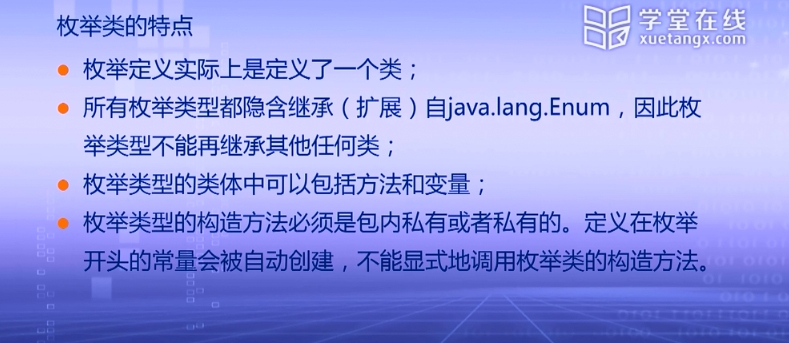 枚举类的特点
学堂在线
xuetangx.com
枚举定义实际上是定义了一个类；
所有枚举类型都隐含继承（扩展）自java.lang.Enum，因此枚
举类型不能再继承其他任何类；
枚举类型的类体中可以包括方法和变量；
枚举类型的构造方法必须是包内私有或者私有的。定义在枚举
开头的常量会被自动创建，不能显式地调用枚举类的构造方法。